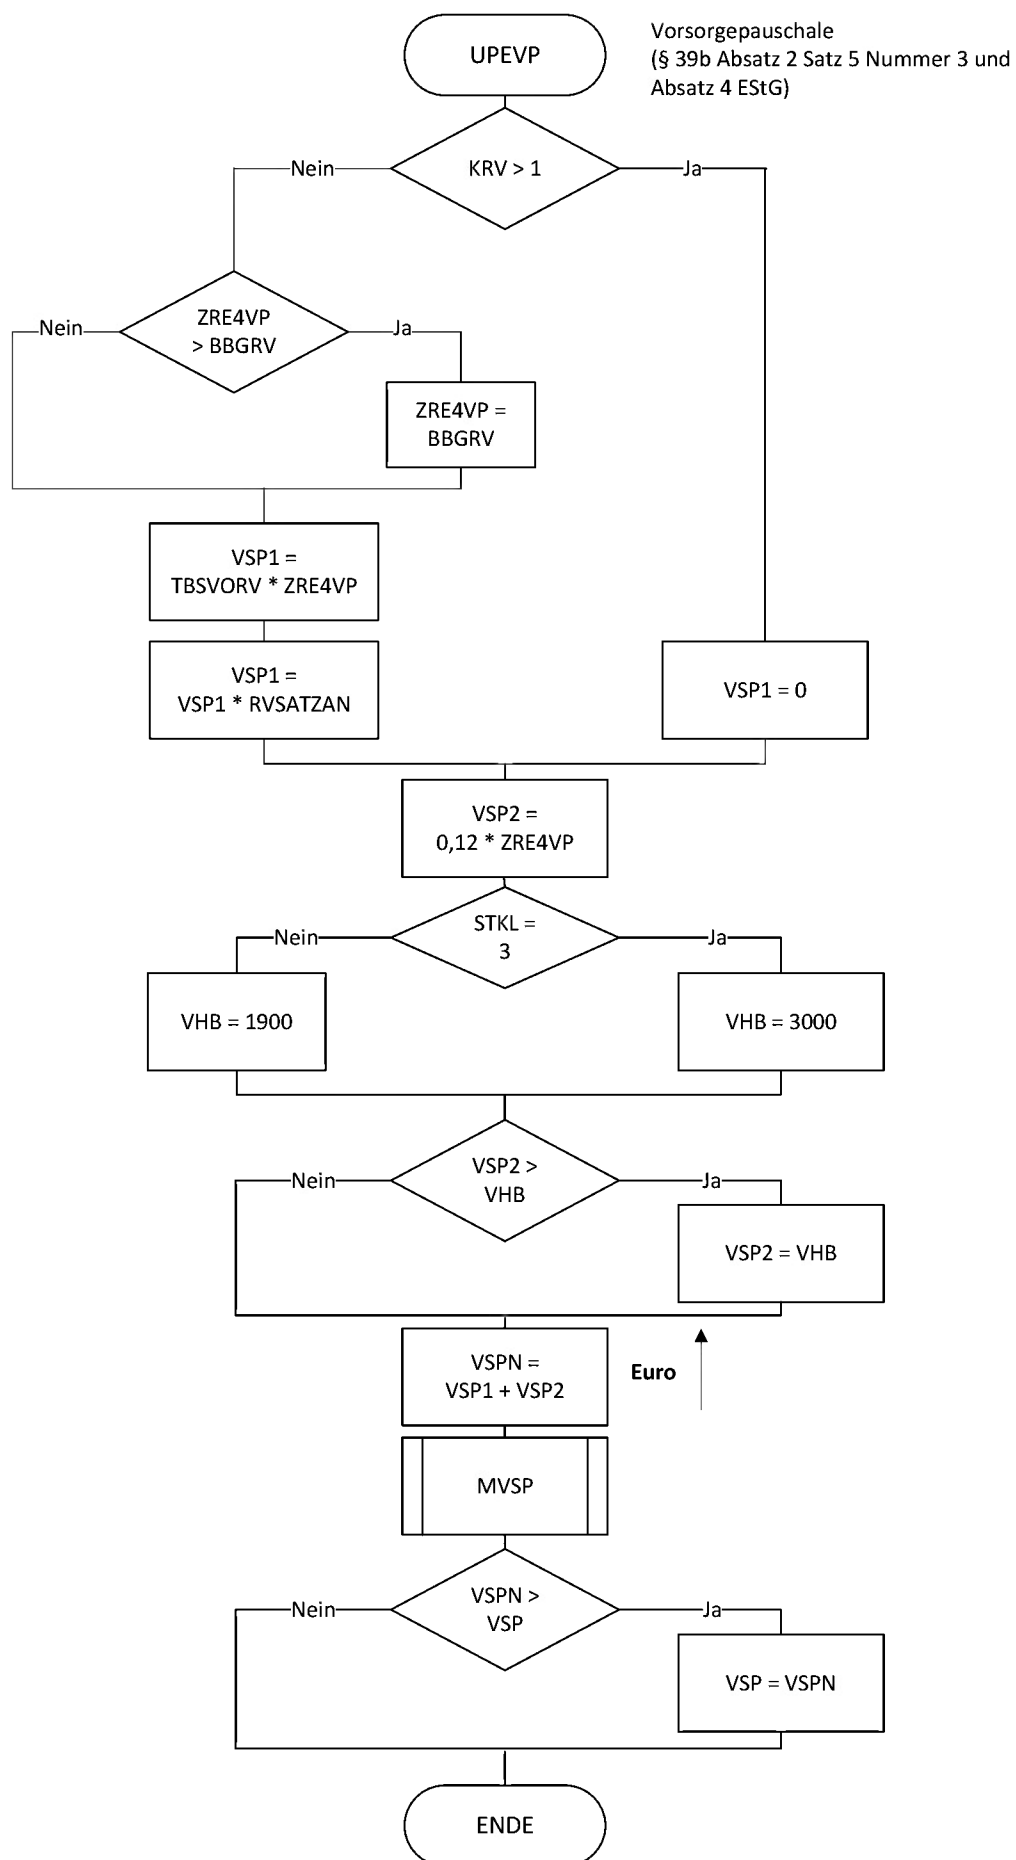 UPEVP
Vorsorgepauschale
(§ 39b Absatz 2 Satz 5 Nummer 3 und
Absatz 4 EStG)
KRV > 1
Nein
Ja
ZRE4VP
> BBGRV
Nein
Ja
ZRE4VP =
BBGRV
VSP1 =
TBSVORV * ZRE4VP
VSP1 =
VSP1 * RVSATZAN
VSP1 = 0
VSP2 =
0,12 * ZRE4VP
STKL =
3
Nein
Ja
VHB = 1900
VHB = 3000
VSP2 >
VHB
Nein
Ja
VSP2 = VHB
VSPN =
VSP1 + VSP2
Euro
MVSP
VSPN >
VSP
Nein
Ja
VSP = VSPN
ENDE